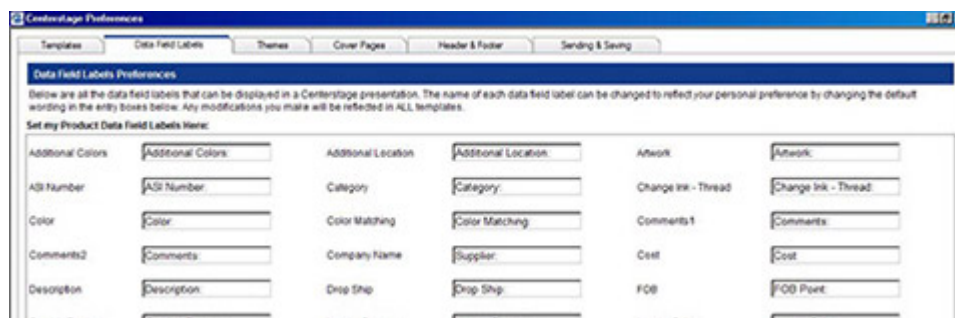 Centerstage Preferences
Templates Data Field Labels Themes Cover Pages Header & Footer Sending & Saving
Data Field Labels Preferences
Below are all the data field labels that can be displayed in a Centerstage presentation. The name of each data field label can be changed to reflect your personal preference by changing the default
wording in the entry boxes below. Any modifications you make will be reflected in ALL templates.
Set my Product Data Field Labels Here:
Additional Colors Additional Colors: Additional Location Additional Location: Artwork Artwork:
ASI Number ASI Number: Category Category: Change Ink - Thread Change Ink - Thread:
Color Color: Color Matching Color Matching: Comments1 Comments:
Comments2 Comments: Company Name Supplier: Cost Cost
Description Description: Drop Ship Drop Ship: FOB FOB Point: